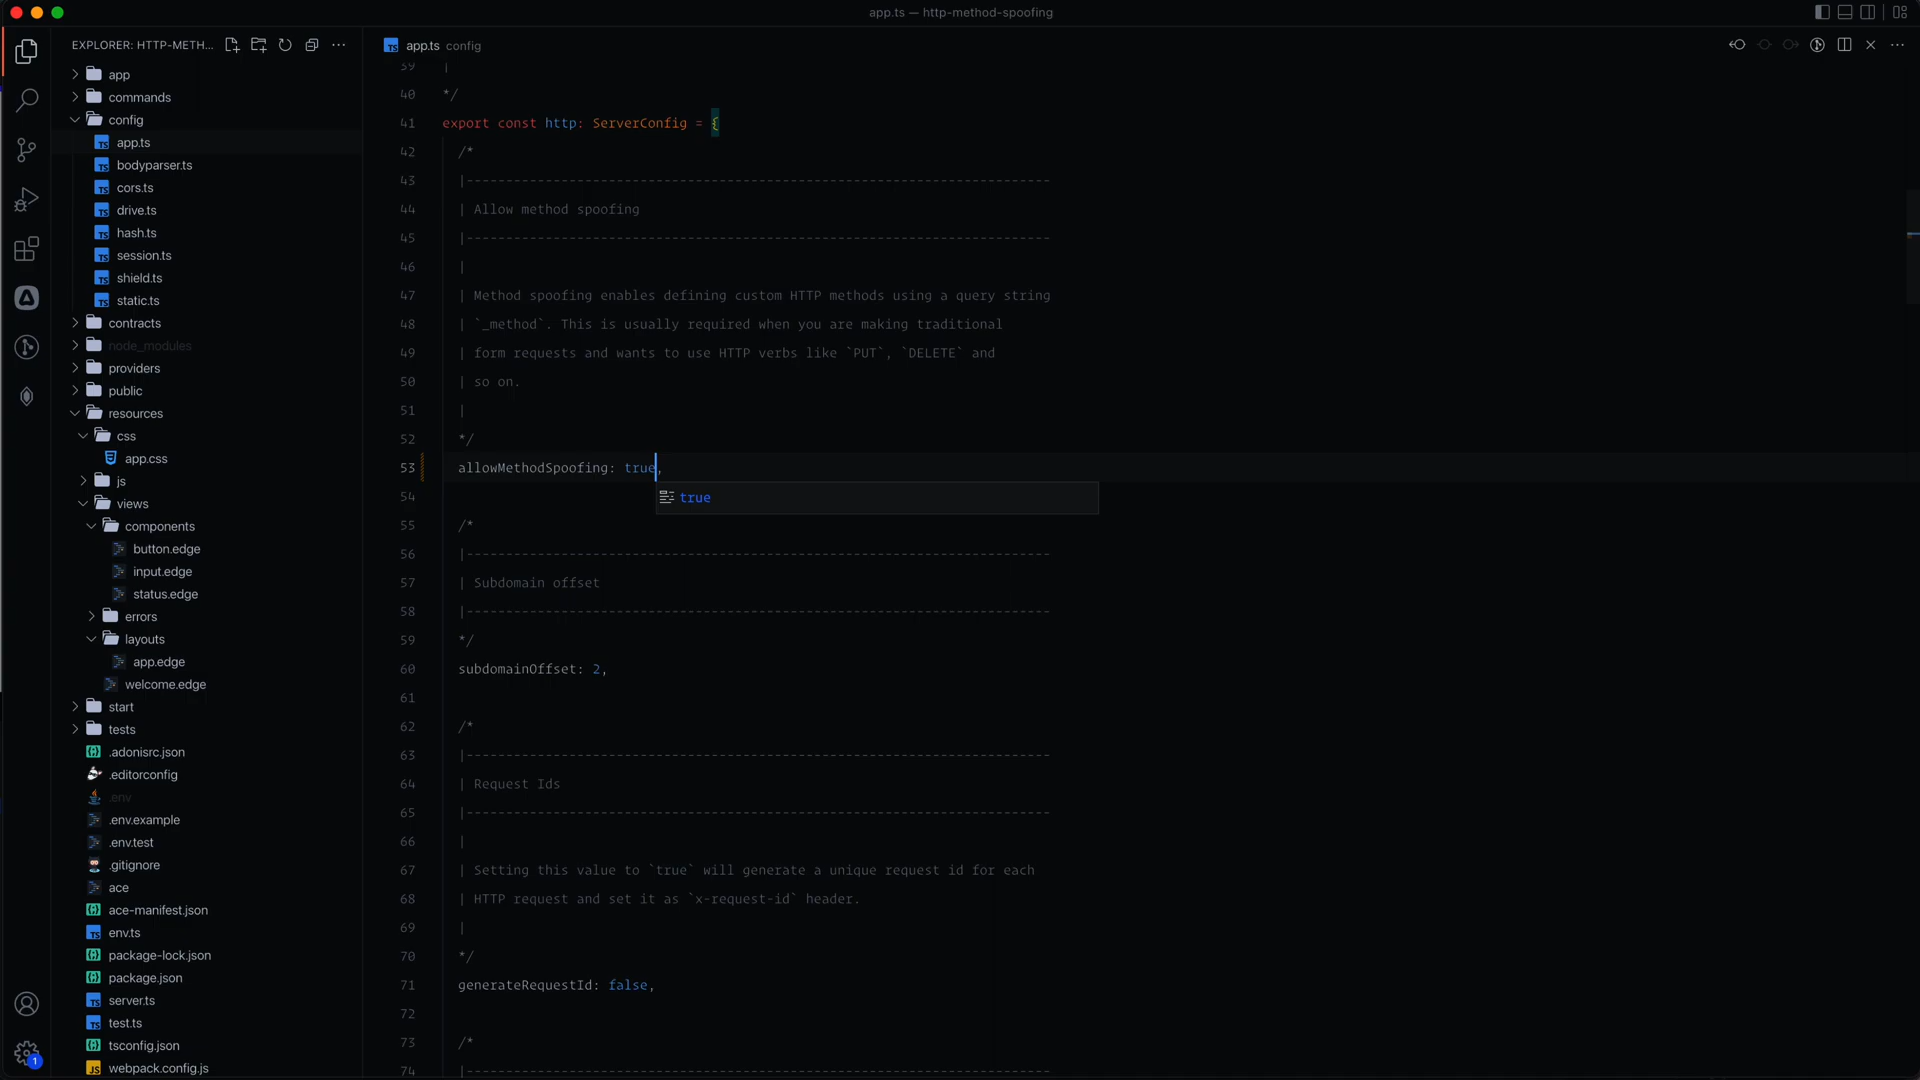 app.ts — http-method-spoofing
EXPLORER: HTTP-METH...
app
commands
config
app.ts
bodyparser.ts
cors.ts
drive.ts
hash.ts
session.ts
shield.ts
static.ts
contracts
node_modules
providers
public
resources
css
app.css
js
views
components
button.edge
input.edge
status.edge
errors
layouts
app.edge
welcome.edge
start
tests
.adonisrc.json
.editorconfig
.env
.env.example
.env.test
.gitignore
ace
ace-manifest.json
env.ts
package-lock.json
package.json
server.ts
test.ts
tsconfig.json
webpack.config.js
1
app.ts config
39 |
40 */
41 export const http: ServerConfig = {
42 /*
43 |--------------------------------------------------------------------------
44 | Allow method spoofing
45 |--------------------------------------------------------------------------
46 |
47 | Method spoofing enables defining custom HTTP methods using a query string
48 | `_method`. This is usually required when you are making traditional
49 | form requests and wants to use HTTP verbs like `PUT`, `DELETE` and
50 | so on.
51 |
52 */
53 allowMethodSpoofing: true,
54
true
55 /*
56 |--------------------------------------------------------------------------
57 | Subdomain offset
58 |--------------------------------------------------------------------------
59 */
60 subdomainOffset: 2,
61
62 /*
63 |--------------------------------------------------------------------------
64 | Request Ids
65 |--------------------------------------------------------------------------
66 |
67 | Setting this value to `true` will generate a unique request id for each
68 | HTTP request and set it as `x-request-id` header.
69 |
70 */
71 generateRequestId: false,
72
73 /*
74 |--------------------------------------------------------------------------